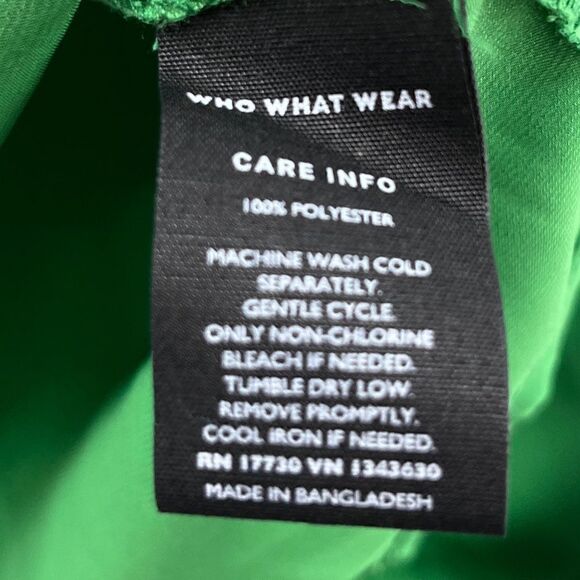 WHO WHAT WEAR
CARE INFO
100% POLYESTER
MACHINE WASH COLD
SEPARATELY.
GENTLE CYCLE.
ONLY NON-CHLORINE
BLEACH IF NEEDED.
TUMBLE DRY LOW.
REMOVE PROMPTLY.
COOL IRON IF NEEDED.
RN 17730 VN 1343630
MADE IN BANGLADESH